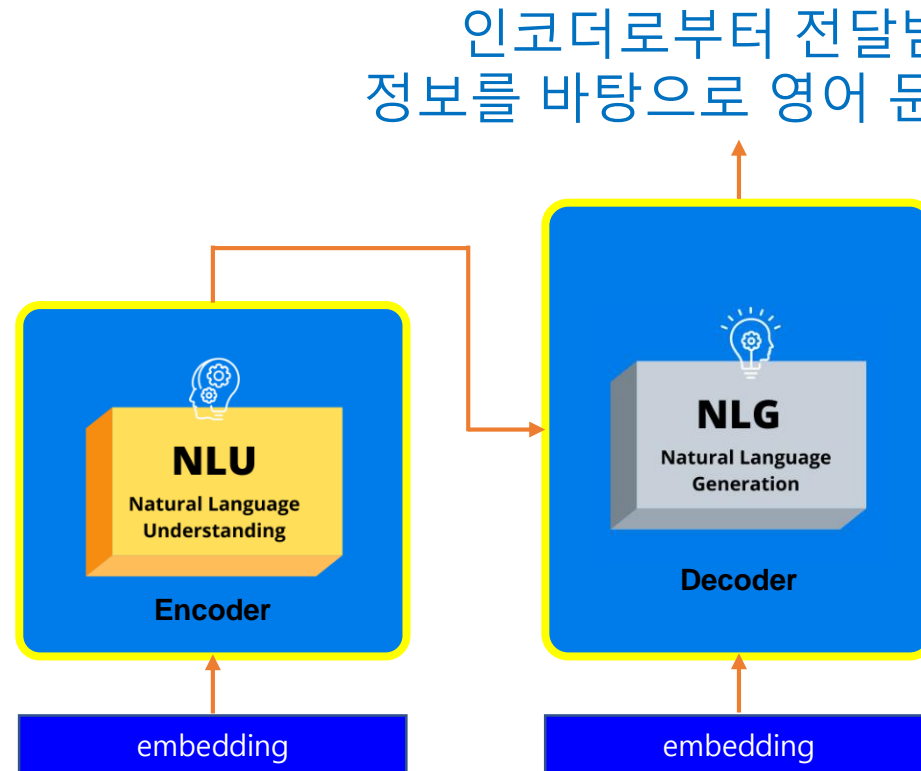 인코더로부터 전달
정보를 바탕으로 영어
NLU
Natural Language
Understanding
Encoder
NLG
Natural Language
Generation
Decoder
embedding
embedding